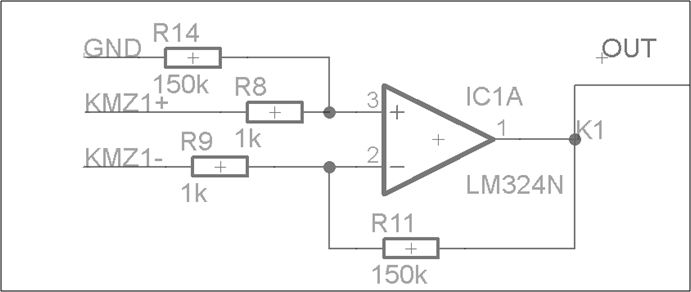 R14
GND
OUT
150k
KMZ1+
R8
3
+
IC1A
1k
1
K1
KMZ1-
R9
2
−
LM324N
1k
R11
150k